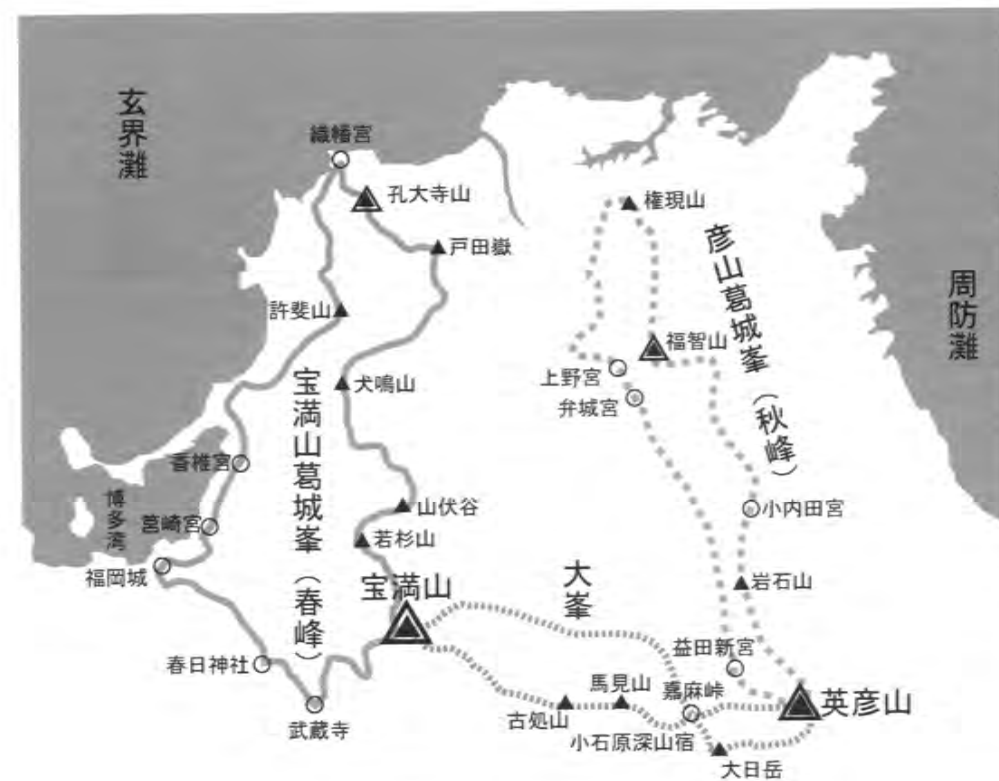 玄界灘
織幡宮
孔大寺山
戸田嶽
許斐山
犬鳴山
宝満山葛城峯（春峰）
香椎宮
博多湾
筥崎宮
福岡城
山伏谷
若杉山
宝満山
春日神社
武蔵寺
権現山
彦山葛城峯（秋峰）
周防灘
福智山
上野宮
弁城宮
小内田宮
岩石山
大峯
益田新宮
馬見山
嘉麻峠
古処山
小石原深山宿
英彦山
大日岳